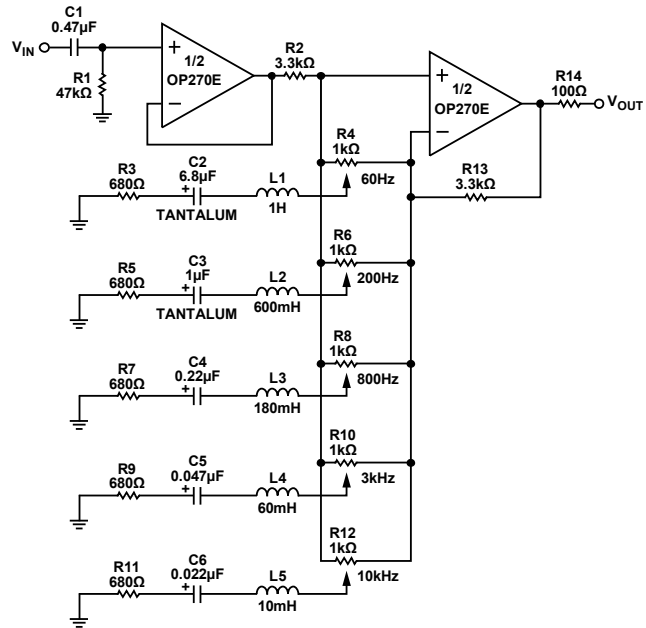 C1
0.47µF
VIN
R1
47kΩ
+
–
1/2
OP270E
R2
3.3kΩ
+
–
1/2
OP270E
R14
100Ω
VOUT
R13
3.3kΩ
R3
680Ω
C2
6.8µF
+
TANTALUM
L1
1H
R4
1kΩ
60Hz
R5
680Ω
C3
1µF
+
TANTALUM
L2
600mH
R6
1kΩ
200Hz
R7
680Ω
C4
0.22µF
+
L3
180mH
R8
1kΩ
800Hz
R9
680Ω
C5
0.047µF
+
L4
60mH
R10
1kΩ
3kHz
R11
680Ω
C6
0.022µF
+
L5
10mH
R12
1kΩ
10kHz